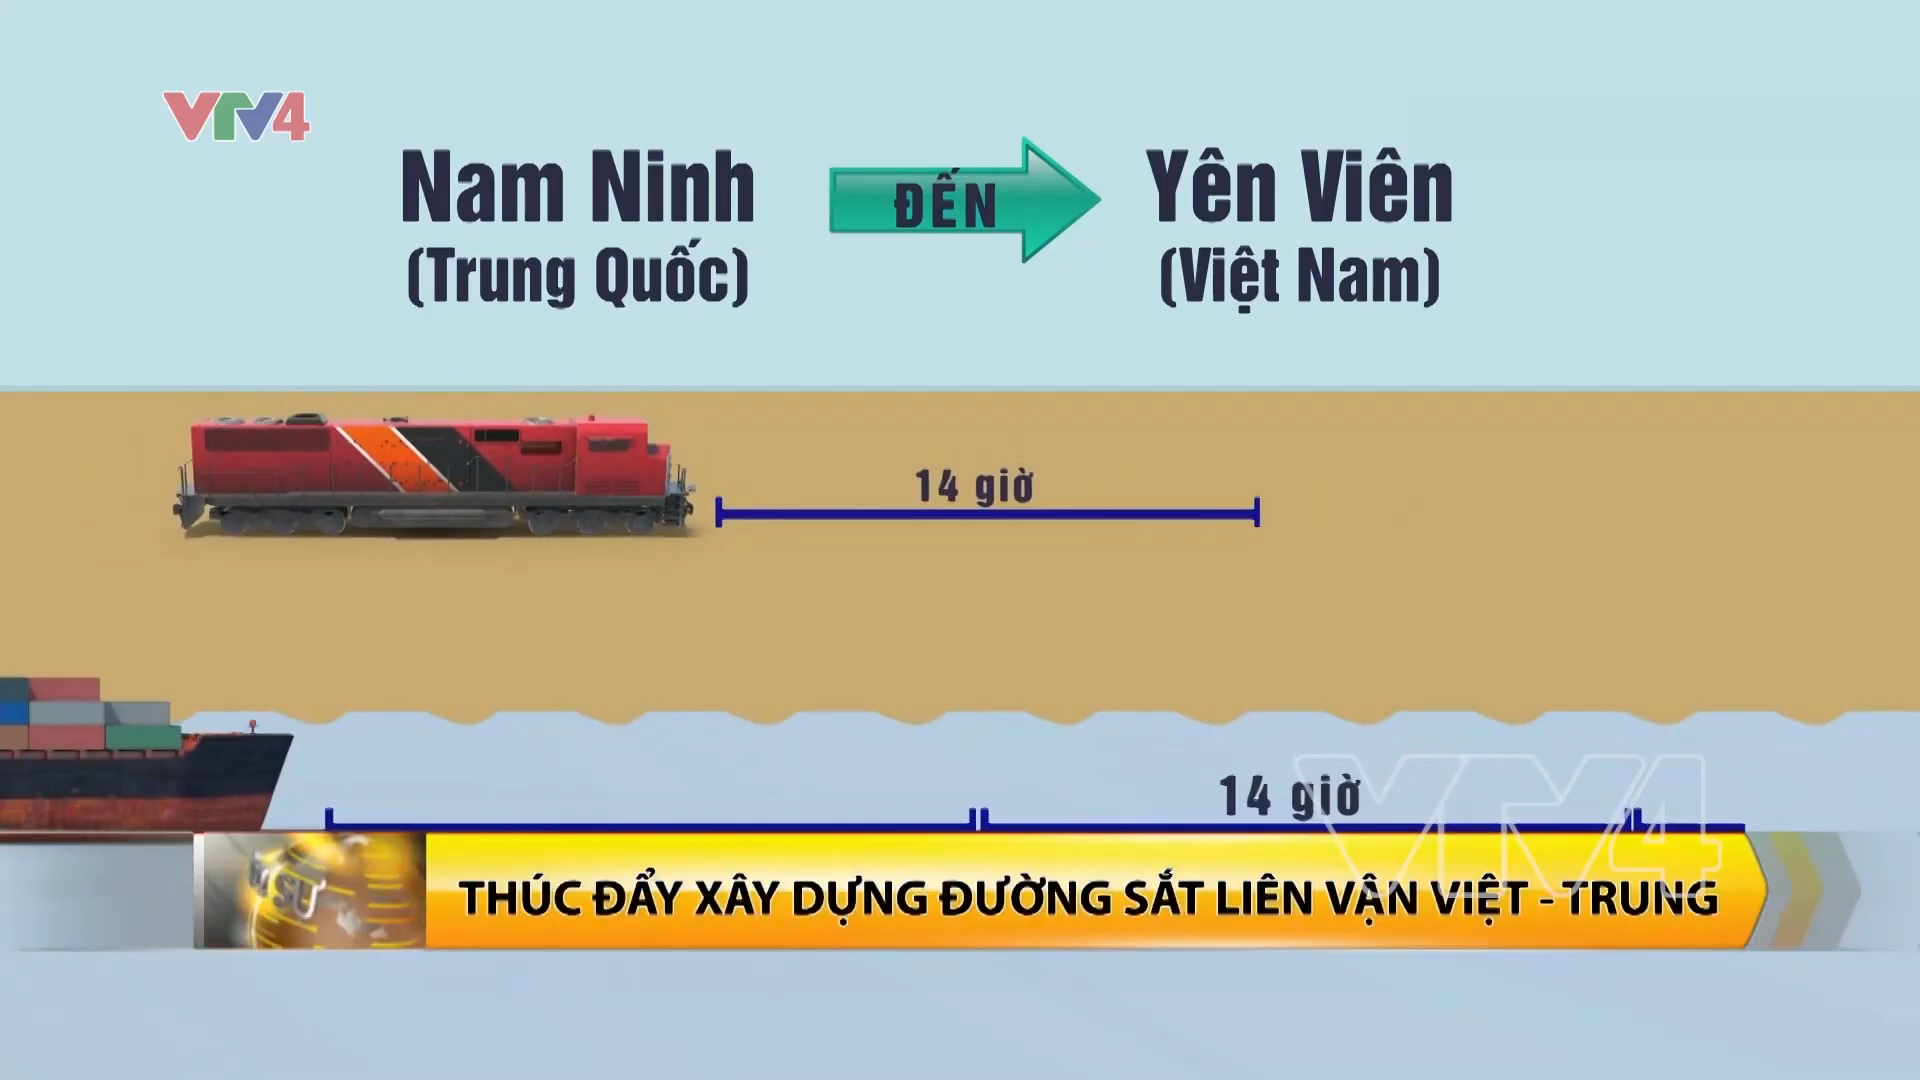 VTV4
Nam Ninh
(Trung Quốc)
ĐẾN
Yên Viên
(Việt Nam)
14 giờ
14 giờ
VTV4
THÚC ĐẨY XÂY DỰNG ĐƯỜNG SẮT LIÊN VẬN VIỆT - TRUNG